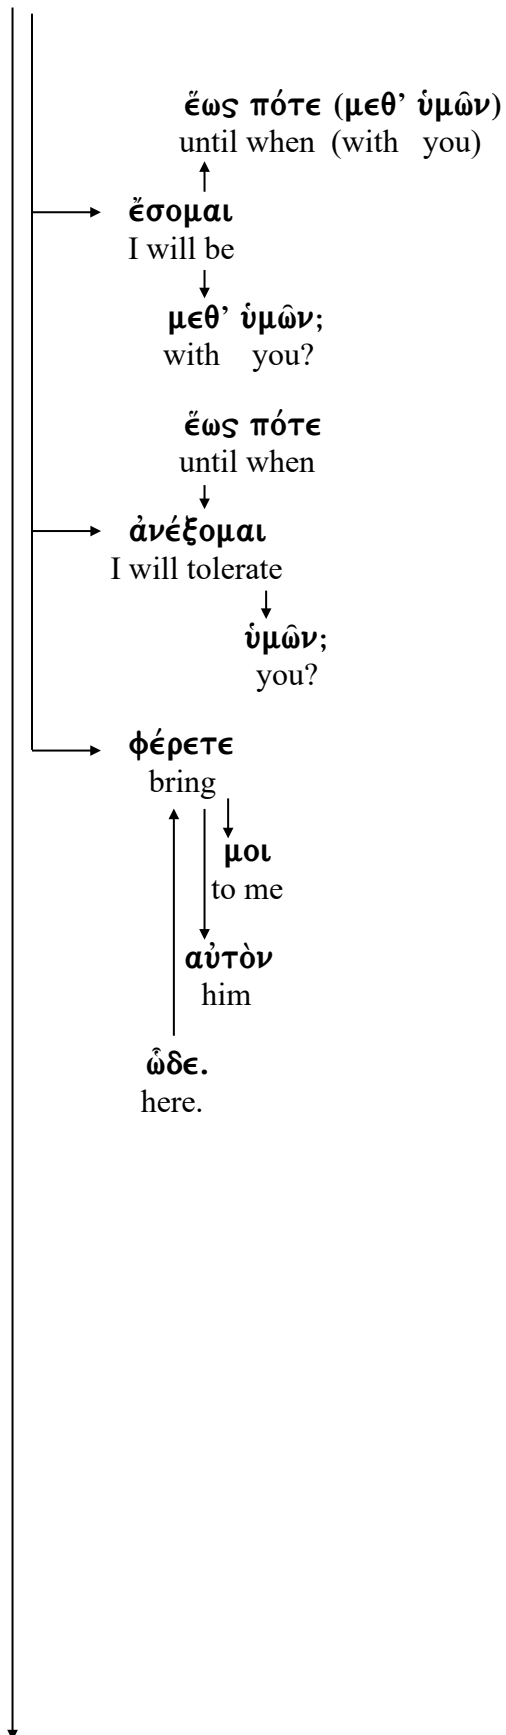 ἕως πότε (μεθ’ ὑμῶν)
until when (with you)
ἔσομαι
I will be
μεθ’ ὑμῶν;
with you?
ἕως πότε
until when
ἀνέξομαι
I will tolerate
ὑμῶν;
you?
φέρετε
bring
μοι
to me
αὐτὸν
him
ὧδε.
here.